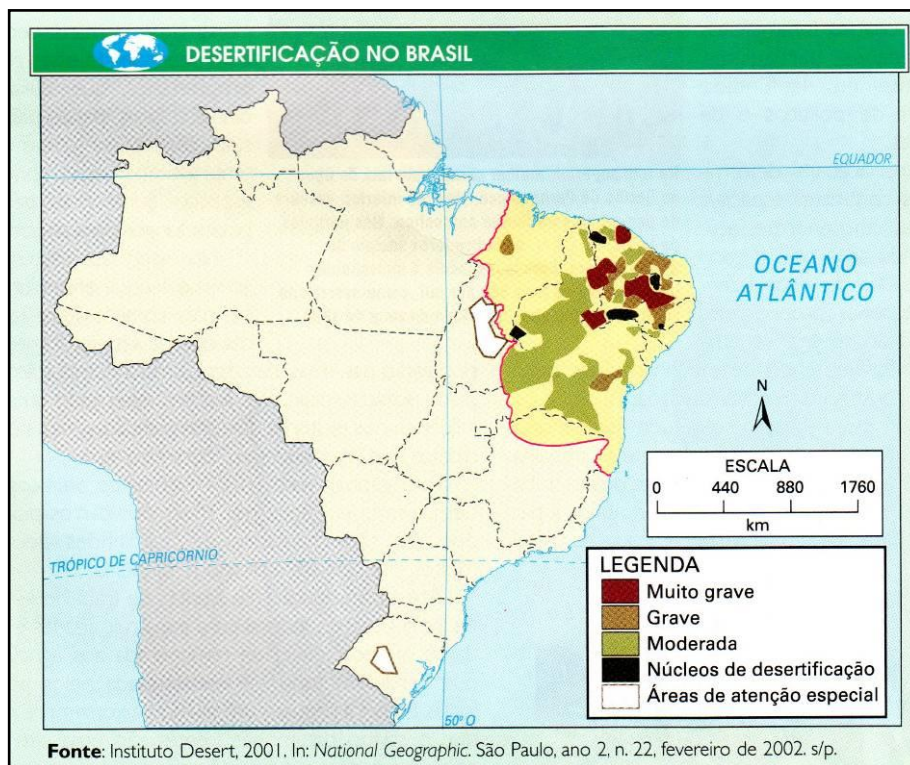 DESERTIFICAÇÃO NO BRASIL
EQUADOR
OCEANO
ATLÂNTICO
N
ESCALA
0 440 880 1760
km
TRÓPICO DE CAPRICÓRNIO
LEGENDA
Muito grave
Grave
Moderada
Núcleos de desertificação
Áreas de atenção especial
50º O
Fonte: Instituto Desert, 2001. In: National Geographic. São Paulo, ano 2, n. 22, fevereiro de 2002. s/p.